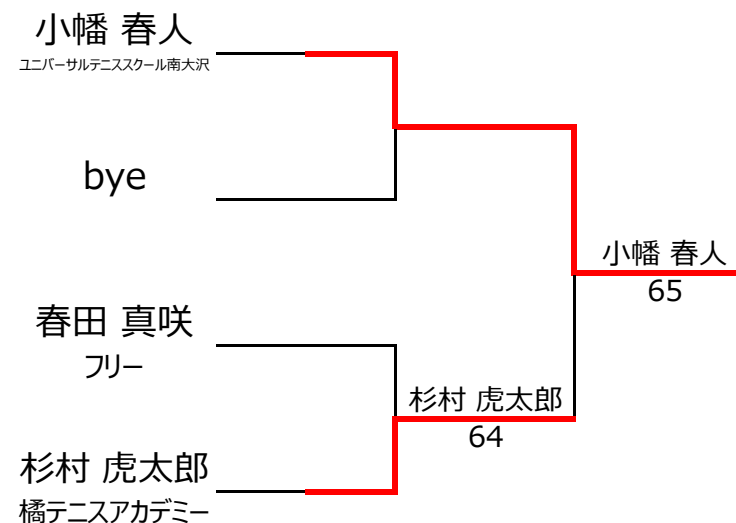 小幡 春人
ユニバーサルテニススクール南大沢
bye
春田 真咲
フリー
杉村 虎太郎
橘テニスアカデミー
杉村 虎太郎
64
小幡 春人
65